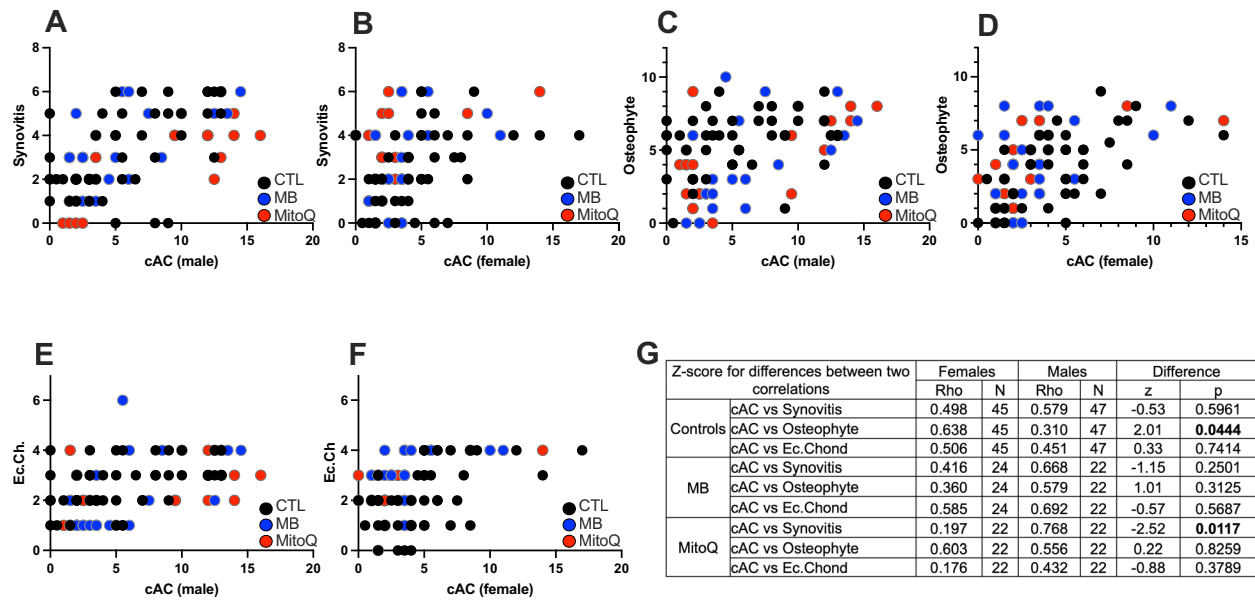 A
B
C
D
Synovitis
8
6
4
2
0
0
5
10
15
20
cAC (male)
CTL
MB
MitoQ
Synovitis
8
6
4
2
0
0
5
10
15
20
cAC (female)
CTL
MB
MitoQ
Osteophyte
10
5
0
0
5
10
15
20
cAC (male)
CTL
MB
MitoQ
Osteophyte
10
5
0
0
5
10
15
cAC (female)
CTL
MB
MitoQ
E
F
G
Ec.Ch.
6
4
2
0
0
5
10
15
20
cAC (male)
CTL
MB
MitoQ
Ec.Ch
6
4
2
0
0
5
10
15
20
cAC (female)
CTL
MB
MitoQ
Z-score for differences between two correlations Females Males Difference
Rho N Rho N z p
Controls
cAC vs Synovitis 0.498 45 0.579 47 -0.53 0.5961
cAC vs Osteophyte 0.638 45 0.310 47 2.01 0.0444
cAC vs Ec.Chond 0.506 45 0.451 47 0.33 0.7414
MB
cAC vs Synovitis 0.416 24 0.668 22 -1.15 0.2501
cAC vs Osteophyte 0.360 24 0.579 22 1.01 0.3125
cAC vs Ec.Chond 0.585 24 0.692 22 -0.57 0.5687
MitoQ
cAC vs Synovitis 0.197 22 0.768 22 -2.52 0.0117
cAC vs Osteophyte 0.603 22 0.556 22 0.22 0.8259
cAC vs Ec.Chond 0.176 22 0.432 22 -0.88 0.3789